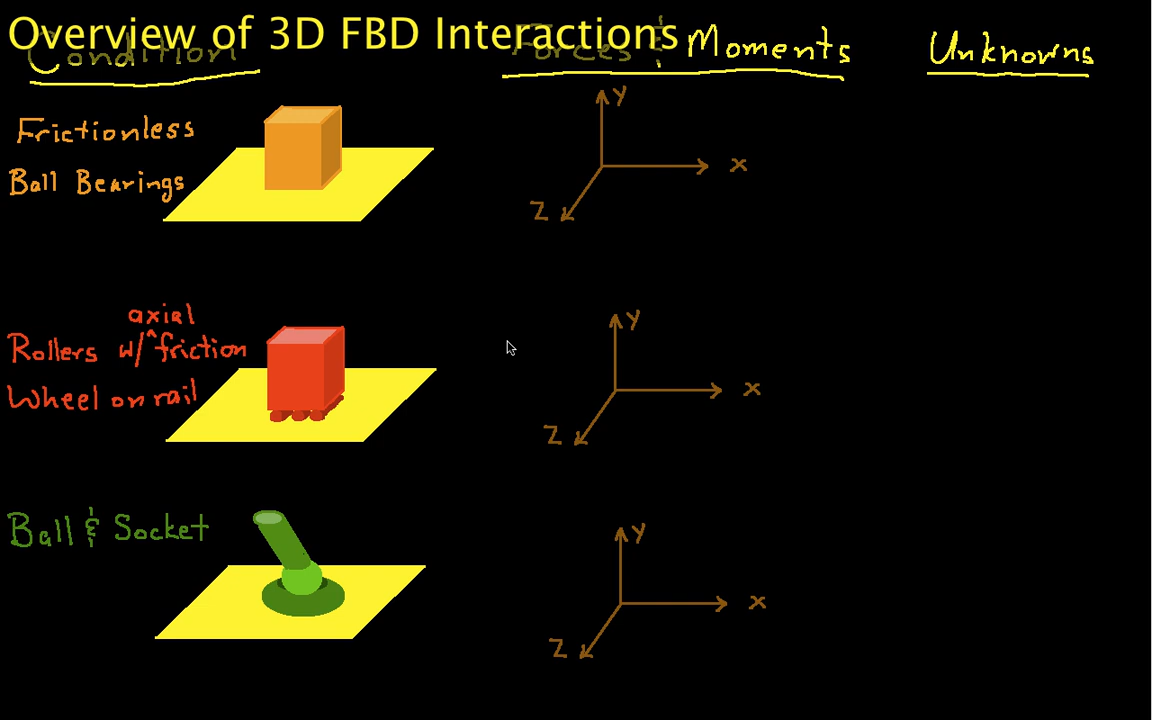 Overview of 3D FBD Interactions
Condition
Forces & Moments
Unknowns
Frictionless
Ball Bearings
y
x
z
axial
Rollers w/^friction
Wheel on rail
y
x
z
Ball & Socket
y
x
z